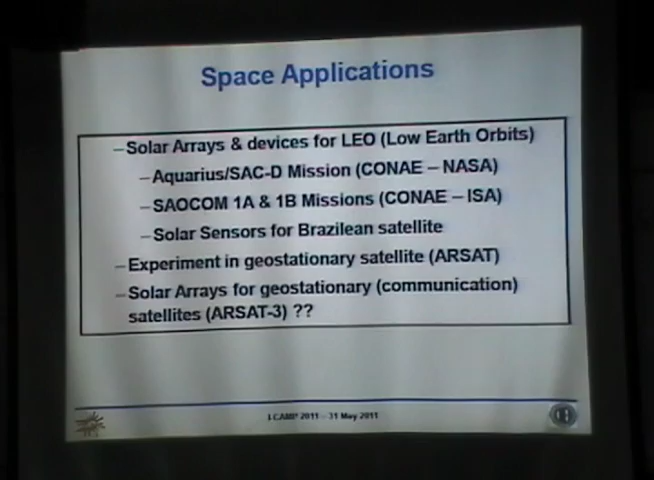 Space Applications
–Solar Arrays & devices for LEO (Low Earth Orbits)
–Aquarius/SAC-D Mission (CONAE – NASA)
–SAOCOM 1A & 1B Missions (CONAE – ISA)
–Solar Sensors for Brazilean satellite
–Experiment in geostationary satellite (ARSAT)
–Solar Arrays for geostationary (communication)
satellites (ARSAT-3) ??
I-CAMP 2011 – 31 May 2011